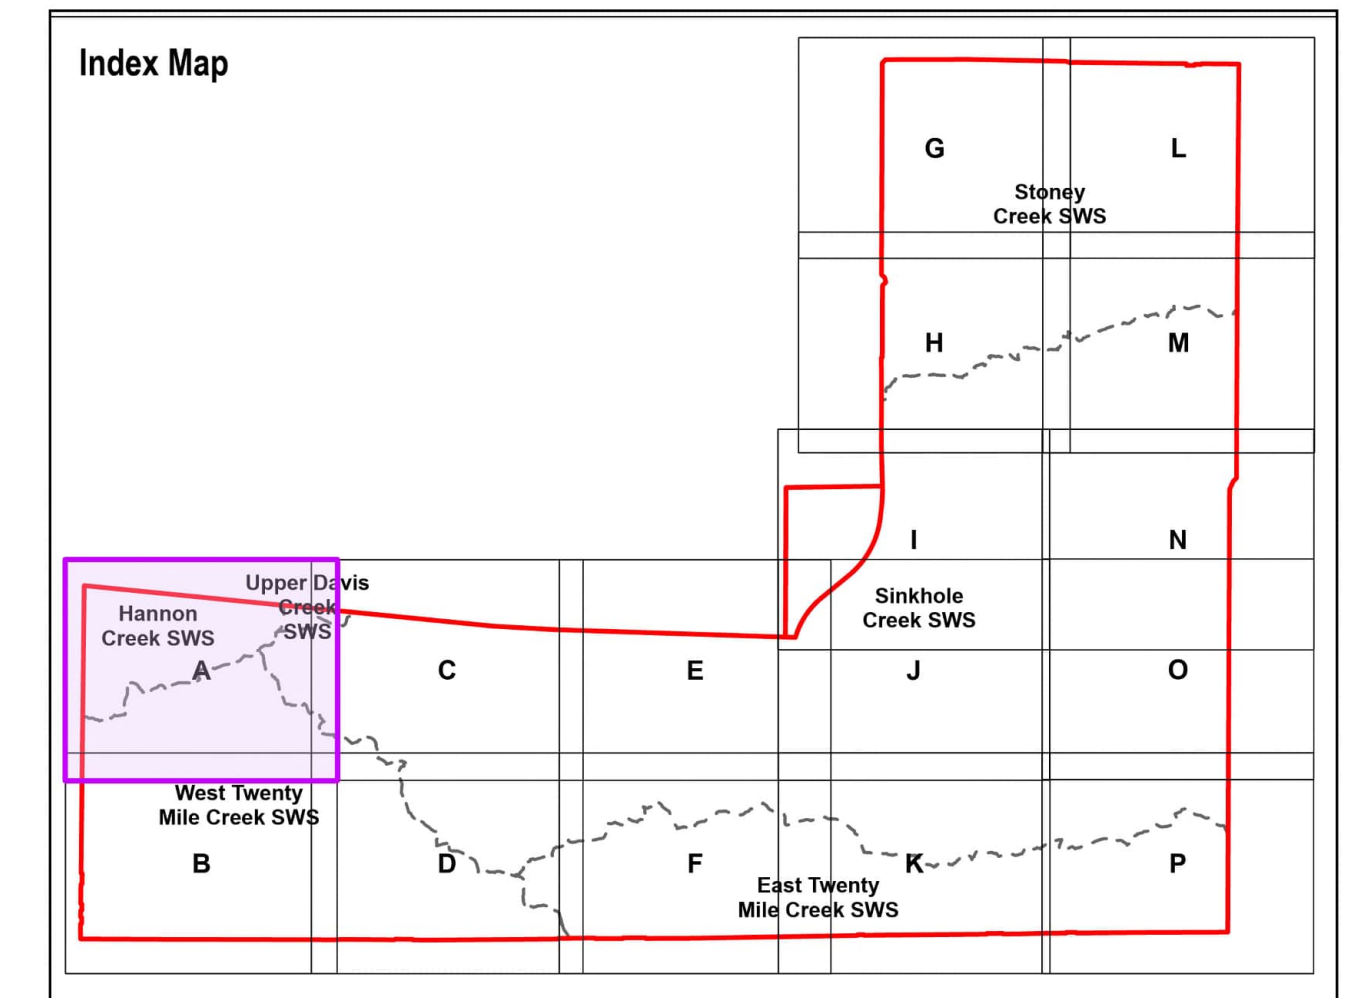 Index Map
G
L
Stoney
Creek SWS
H
M
I
N
Upper Davis
Creek
SWS
Hannon
Creek SWS
Sinkhole
Creek SWS
A
C
E
J
O
West Twenty
Mile Creek SWS
B
D
F
K
P
East Twenty
Mile Creek SWS